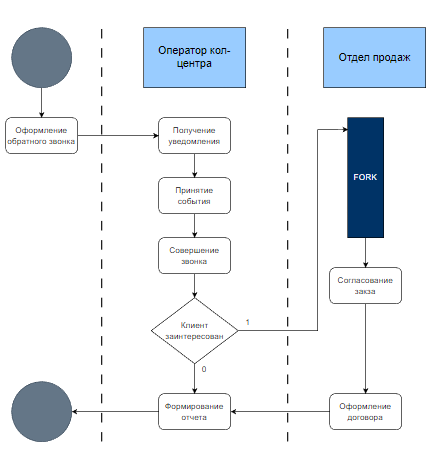 Оператор кол-
центра
Отдел продаж
Оформление
обратного звонка
Получение
уведомления
FORK
Принятие
события
Совершение
звонка
Согласование
закза
Клиент
заинтересован
1
0
Формирование
отчета
Оформление
договора